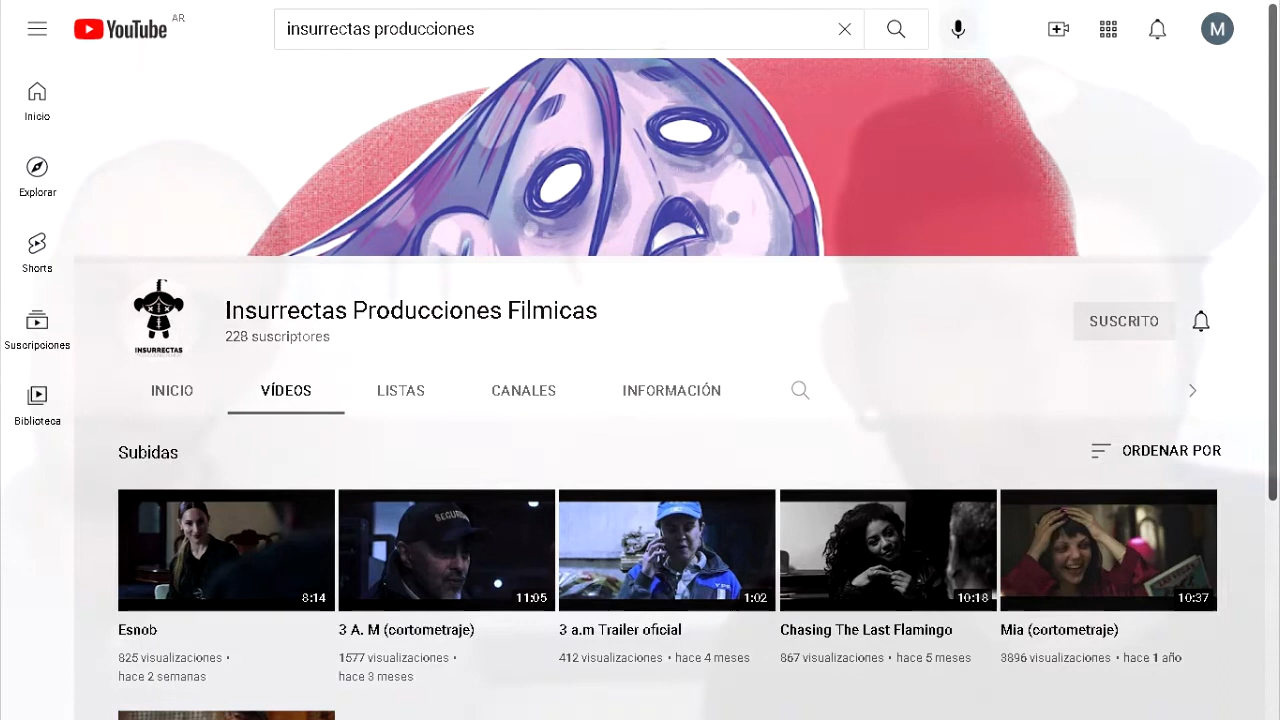 YouTube AR
insurrectas producciones
M
Inicio
Explorar
Shorts
Suscripciones
Biblioteca
INSURRECTAS
Insurrectas Producciones Filmicas
228 suscriptores
SUSCRITO
INICIO VÍDEOS LISTAS CANALES INFORMACIÓN
Subidas
ORDENAR POR
8:14
11:05
1:02
10:18
10:37
Esnob
825 visualizaciones •
hace 2 semanas
3 A. M (cortometraje)
1577 visualizaciones •
hace 3 meses
3 a.m Trailer oficial
412 visualizaciones • hace 4 meses
Chasing The Last Flamingo
867 visualizaciones • hace 5 meses
Mia (cortometraje)
3896 visualizaciones • hace 1 año